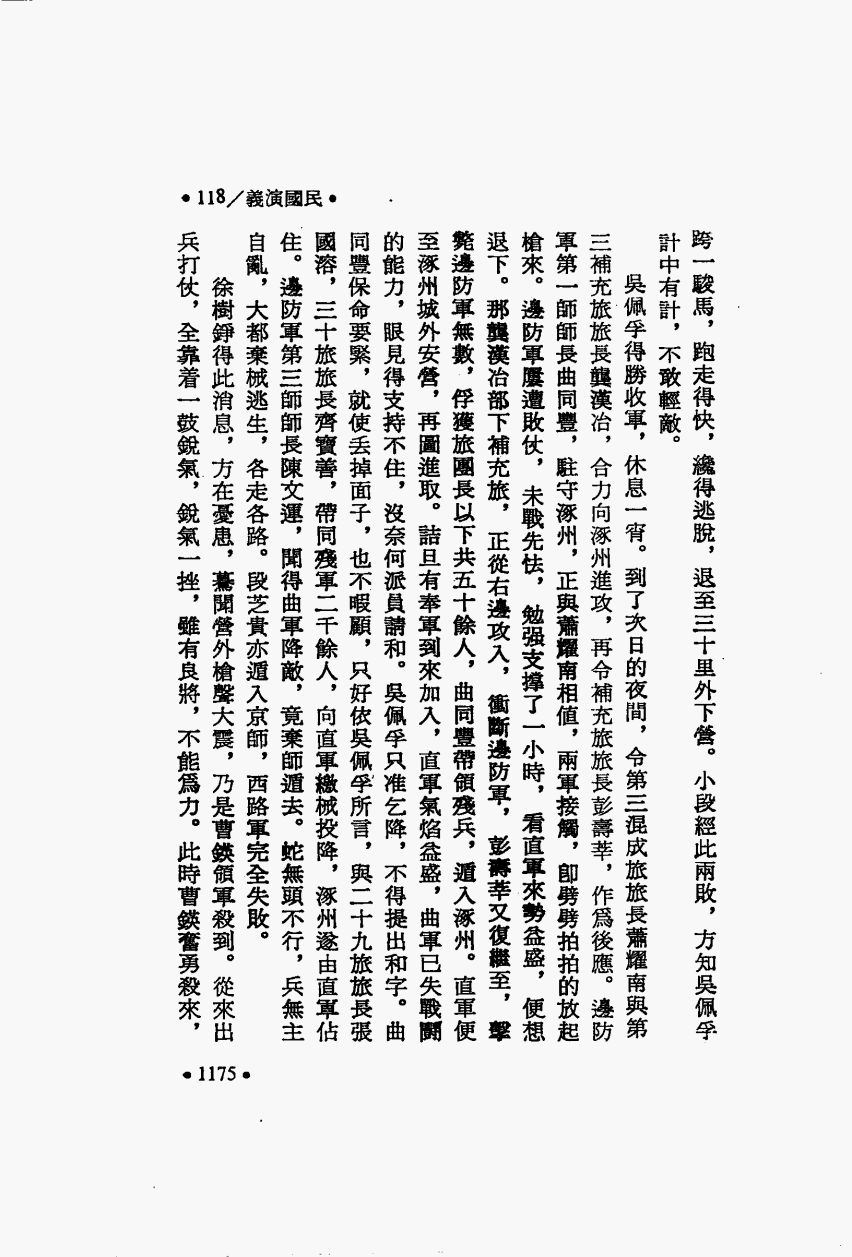 •民國演義/118•
跨一駿馬，跑走得快，纔得逃脫，退至三十里外下營。小段經此兩敗，方知吳佩孚
計中有計，不敢輕敵。
吳佩孚得勝收軍，休息一宵。到了次日的夜間，令第三混成旅旅長蕭耀南與第
三補充旅旅長龔漢治，合力向涿州進攻，再令補充旅旅長彭壽莘，作爲後應。邊防
軍第一師師長曲同豐，駐守涿州，正與蕭耀南相値，兩軍接觸，卽劈劈拍拍的放起
槍來。邊防軍屢遭敗仗，未戰先怯，勉强支撐了一小時，看直軍來勢益盛，便想
退下。那龔漢冶部下補充旅，正從右邊攻入，衝斷邊防軍，彭壽莘又復繼至，擊
斃邊防軍無數，俘獲旅團長以下共五十餘人，曲同豐帶領殘兵，遁入涿州。直軍便
至涿州城外安營，再圖進取。詰旦有奉軍到來加入，直軍氣焰益盛，曲軍已失戰鬭
的能力，眼見得支持不住，沒奈何派員請和。吳佩孚只准乞降，不得提出和字。曲
同豐保命要緊，就使丟掉面子，也不暇顧，只好依吳佩孚所言，與二十九旅旅長張
國溶，三十旅旅長齊寶善，帶同殘軍二千餘人，向直軍繳械投降，涿州遂由直軍佔
住。邊防軍第三師師長陳文運，聞得曲軍降敵，竟棄師遁去。蛇無頭不行，兵無主
自亂，大都棄械逃生，各走各路。段芝貴亦遁入京師，西路軍完全失敗。
徐樹錚得此消息，方在憂患，驀聞營外槍聲大震，乃是曹鍈領軍殺到。從來出
兵打仗，全靠着一鼓銳氣，銳氣一挫，雖有良將，不能爲力。此時曹鍈奮勇殺來，
•1175•